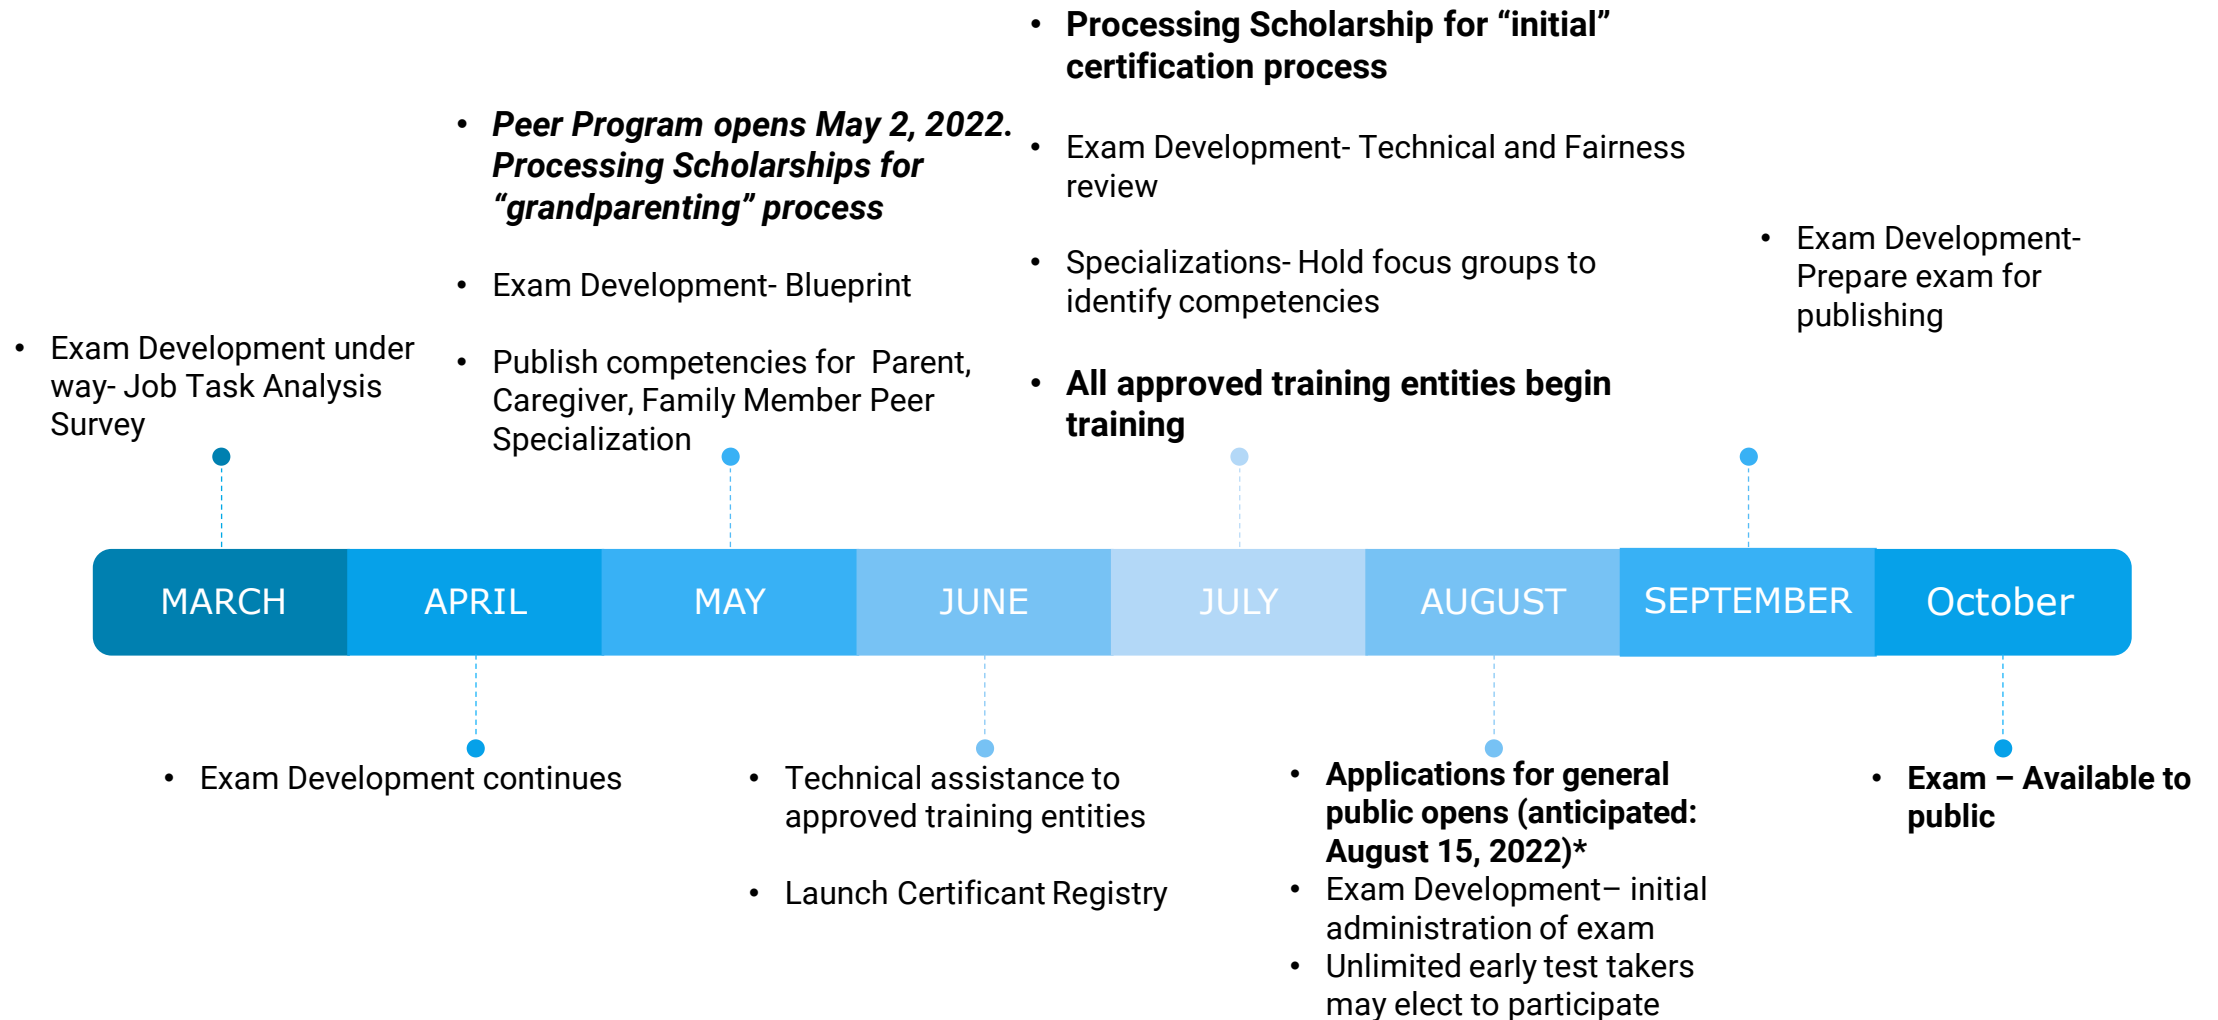 • Exam Development under
way- Job Task Analysis
Survey
• Peer Program opens May 2, 2022.
Processing Scholarships for
“grandparenting” process
• Exam Development- Blueprint
• Publish competencies for Parent,
Caregiver, Family Member Peer
Specialization
• Processing Scholarship for “initial”
certification process
• Exam Development- Technical and Fairness
review
• Specializations- Hold focus groups to
identify competencies
• All approved training entities begin
training
• Exam Development-
Prepare exam for
publishing
MARCH
APRIL
MAY
JUNE
JULY
AUGUST
SEPTEMBER
October
• Exam Development continues
• Technical assistance to
approved training entities
• Launch Certificant Registry
• Applications for general
public opens (anticipated:
August 15, 2022)*
• Exam Development– initial
administration of exam
• Unlimited early test takers
may elect to participate
• Exam – Available to
public